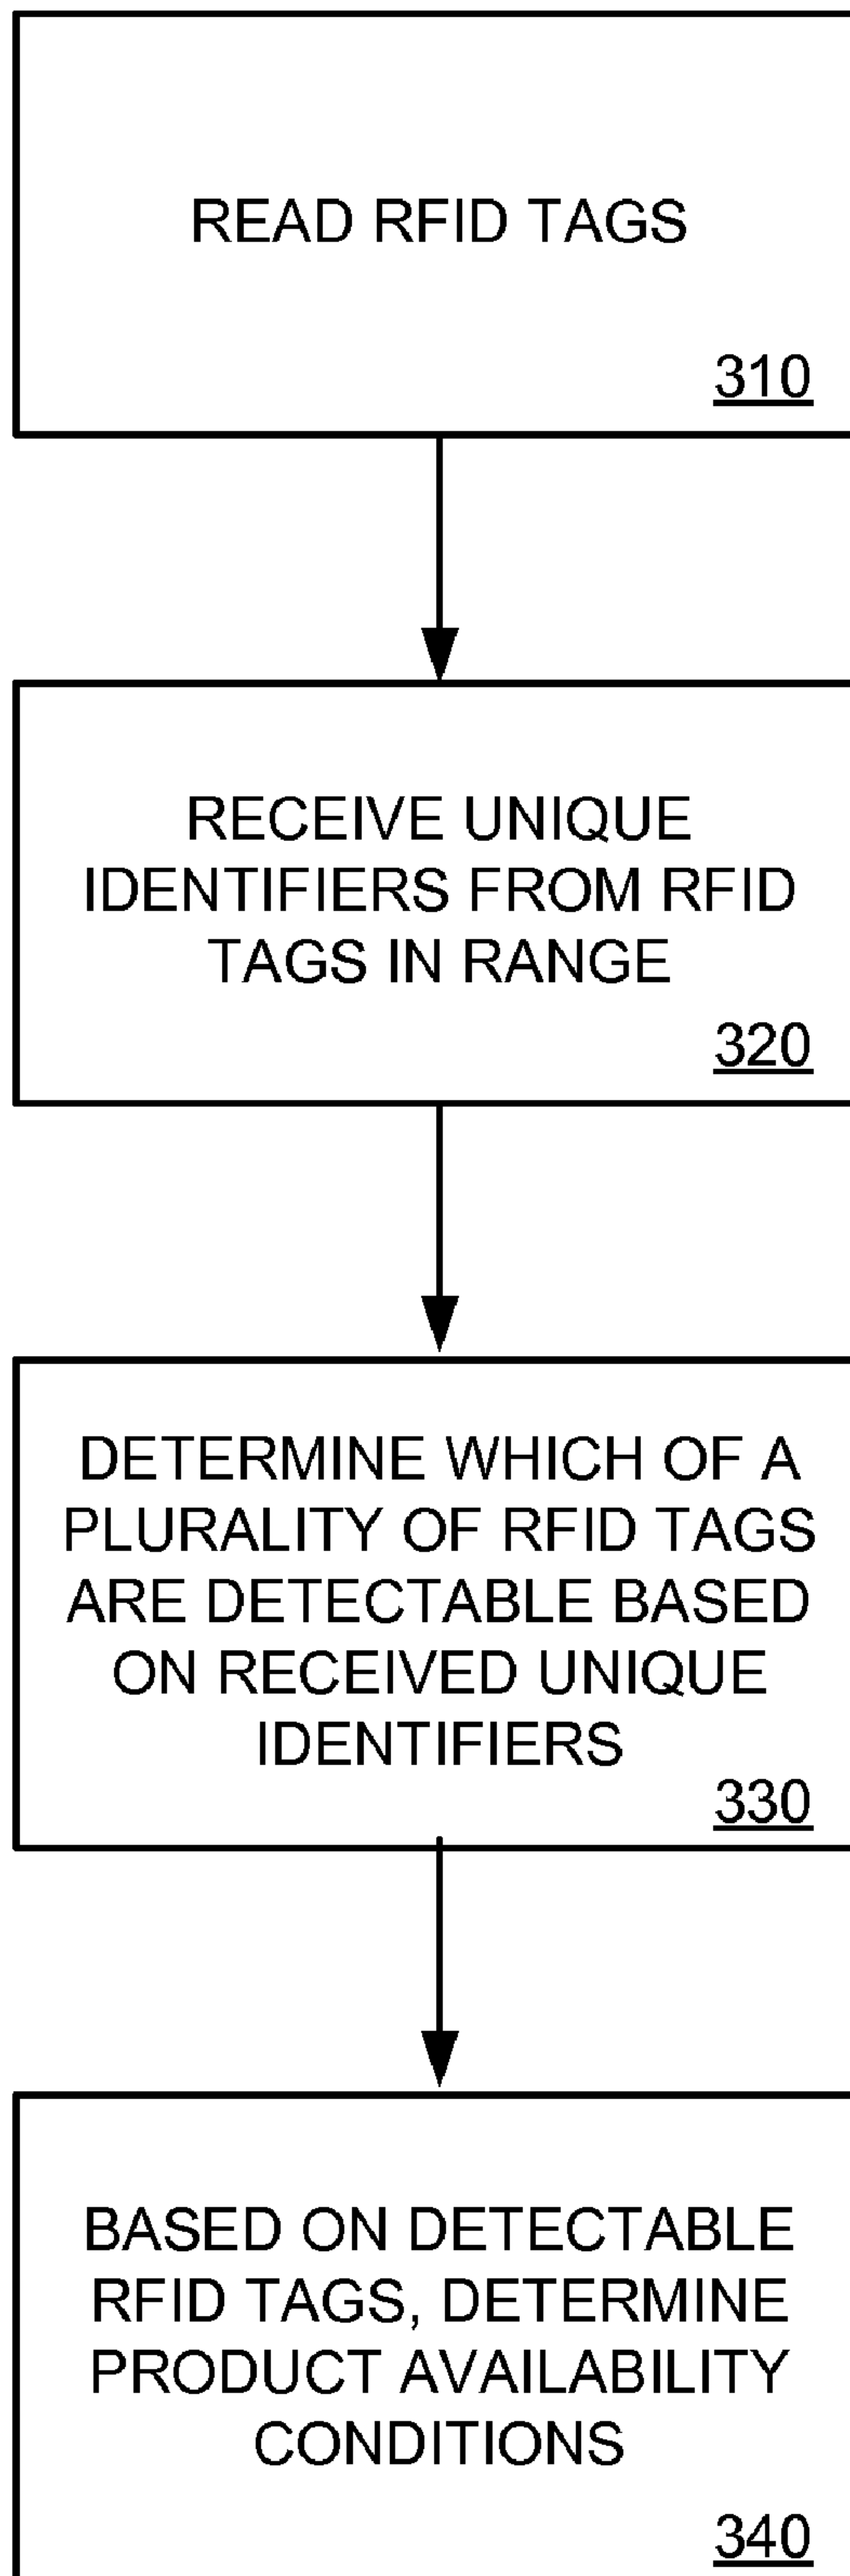 READ RFID TAGS
310
RECEIVE UNIQUE
IDENTIFIERS FROM RFID
TAGS IN RANGE
320
DETERMINE WHICH OF A
PLURALITY OF RFID TAGS
ARE DETECTABLE BASED
ON RECEIVED UNIQUE
IDENTIFIERS
330
BASED ON DETECTABLE
RFID TAGS, DETERMINE
PRODUCT AVAILABILITY
CONDITIONS
340